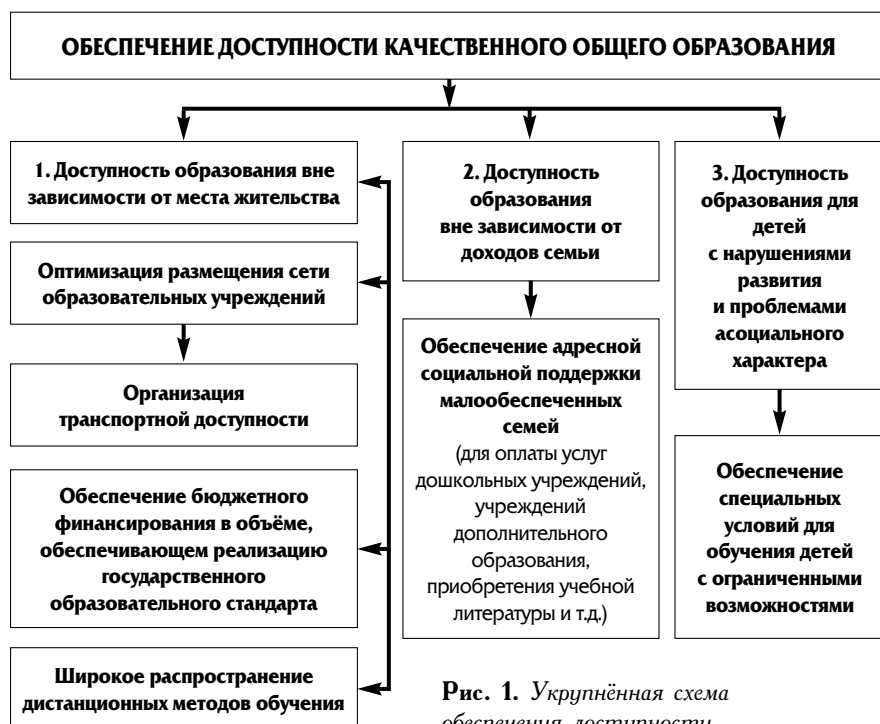 ОБЕСПЕЧЕНИЕ ДОСТУПНОСТИ КАЧЕСТВЕННОГО ОБЩЕГО ОБРАЗОВАНИЯ
1. Доступность образования вне
зависимости от места жительства
Оптимизация размещения сети
образовательных учреждений
Организация
транспортной доступности
Обеспечение бюджетного
финансирования в объёме,
обеспечивающем реализацию
государственного
образовательного стандарта
Широкое распространение
дистанционных методов обучения
2. Доступность
образования
вне зависимости от
доходов семьи
Обеспечение адресной
социальной поддержки
малообеспеченных
семей
(для оплаты услуг
дошкольных учреждений,
учреждений
дополнительного
образования,
приобретения учебной
литературы и т.д.)
3. Доступность
образования для
детей
с нарушениями
развития
и проблемами
асоциального
характера
Обеспечение
специальных
условий для
обучения детей
с ограниченными
возможностями
Рис. 1. Укрупнённая схема
обеспечения доступности